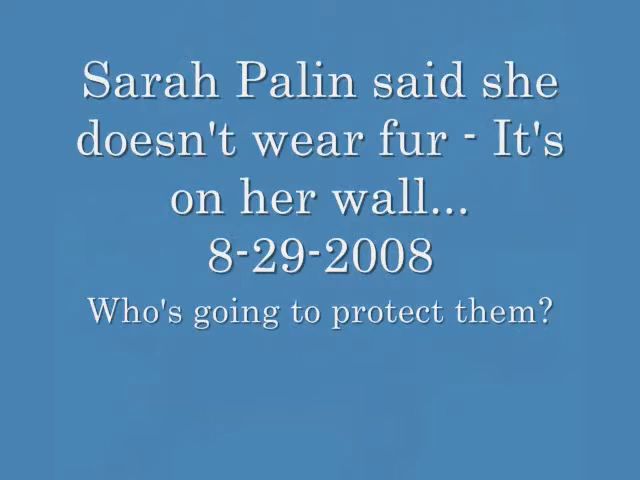 Sarah Palin said she
doesn't wear fur - It's
on her wall...
8-29-2008
Who's going to protect them?